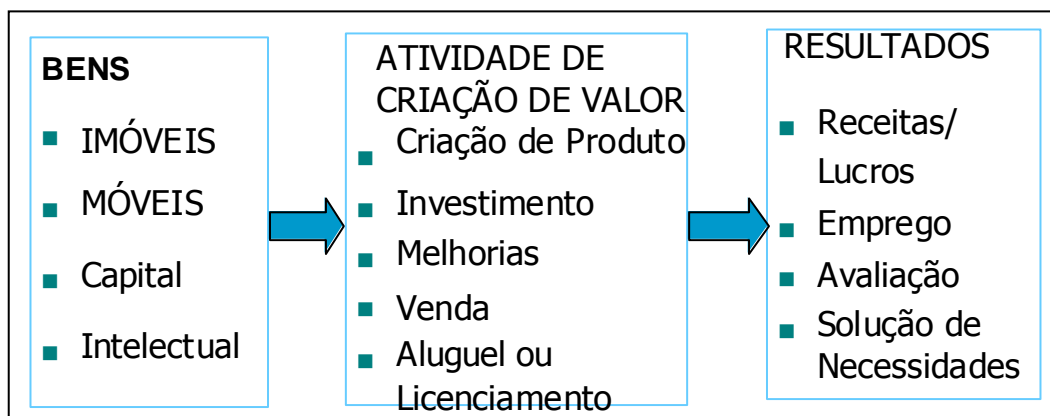 BENS
IMÓVEIS
MÓVEIS
Capital
Intelectual
ATIVIDADE DE
CRIAÇÃO DE VALOR
Criação de Produto
Investimento
Melhorias
Venda
Aluguel ou
Licenciamento
RESULTADOS
Receitas/
Lucros
Emprego
Avaliação
Solução de
Necessidades